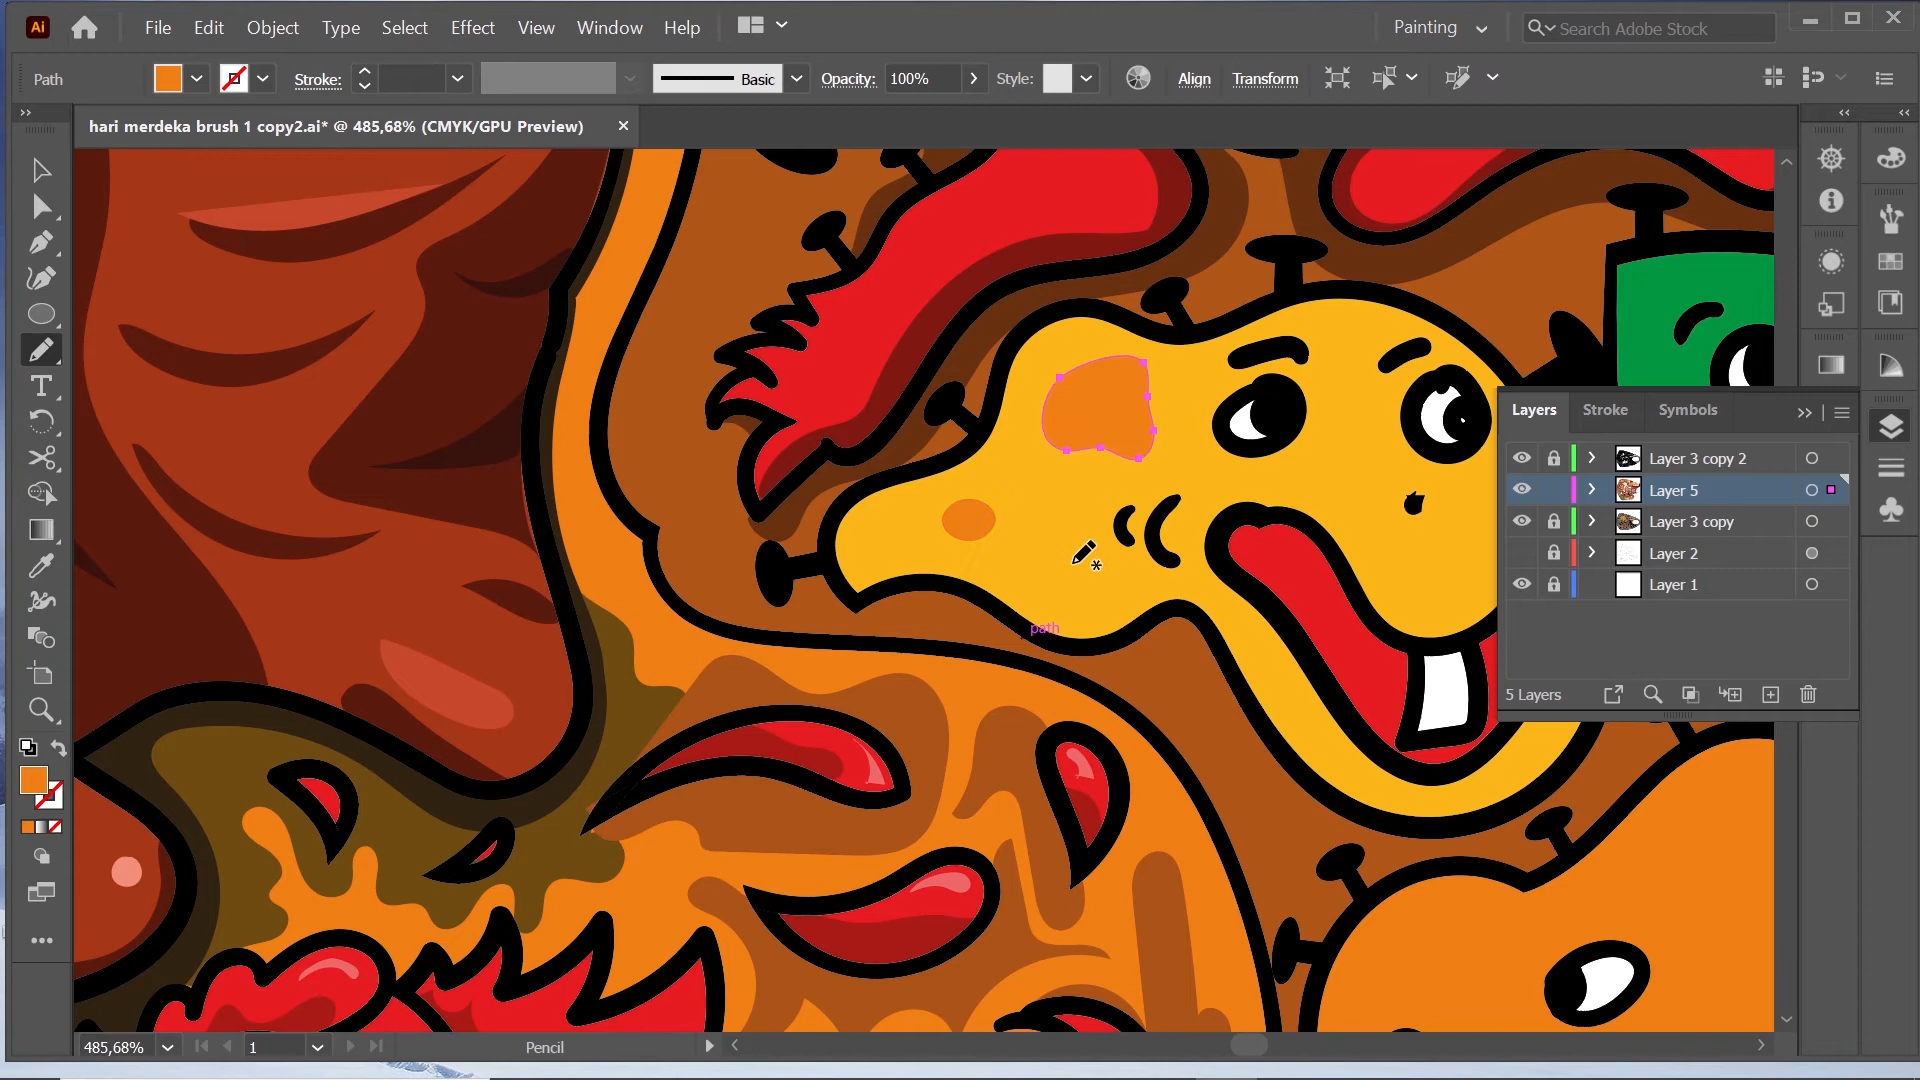 Ai File Edit Object Type Select Effect View Window Help Painting Search Adobe Stock
Path Stroke: Basic Opacity: 100% Style: Align Transform
hari merdeka brush 1 copy2.ai* @ 485,68% (CMYK/GPU Preview)
Layers Stroke Symbols
Layer 3 copy 2
Layer 5
Layer 3 copy
Layer 2
Layer 1
path
5 Layers
485,68% 1 Pencil